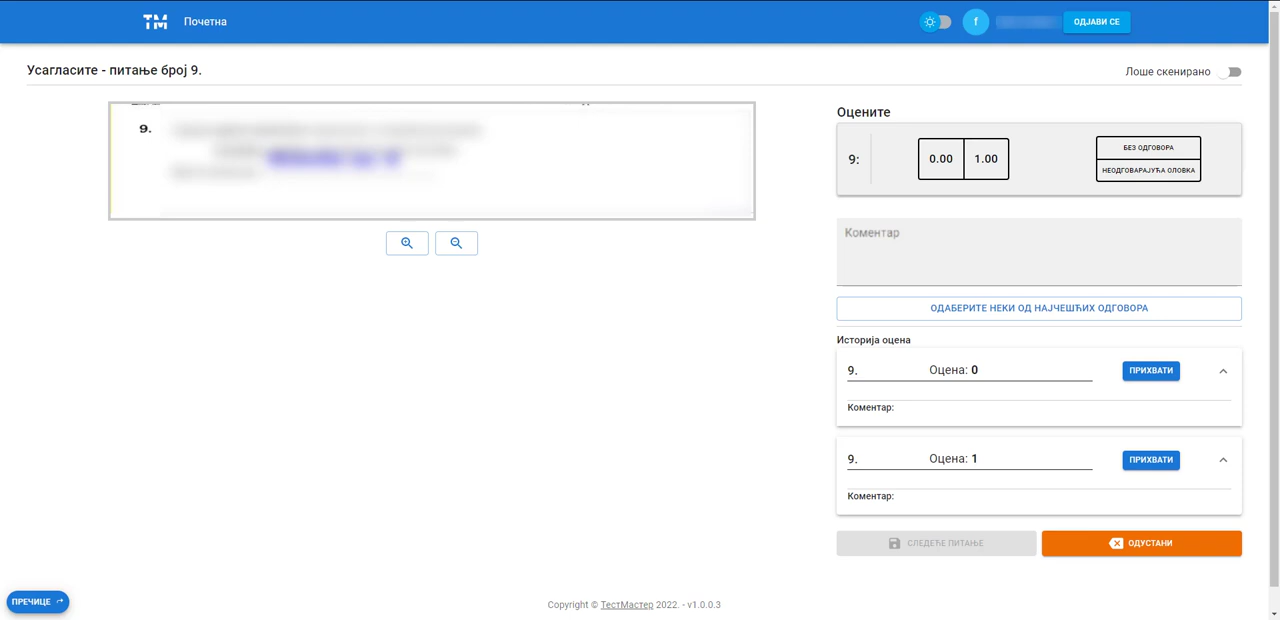 TM Почетна f ОДЈАВИ СЕ
Усагласите - питање број 9.
Лоше скенирано
9.
Оцените
9: 0.00 1.00
БЕЗ ОДГОВОРА
НЕОДГОВАРАЈУЋА ОЛОВКА
Коментар
ОДАБЕРИТЕ НЕКИ ОД НАЈЧЕШЋИХ ОДГОВОРА
Историја оцена
9. Оцена: 0 ПРИХВАТИ
Коментар:
9. Оцена: 1 ПРИХВАТИ
Коментар:
СЛЕДЕЋЕ ПИТАЊЕ ОДУСТАНИ
ПРЕЧИЦЕ
Copyright © ТестМастер 2022. - v1.0.0.3